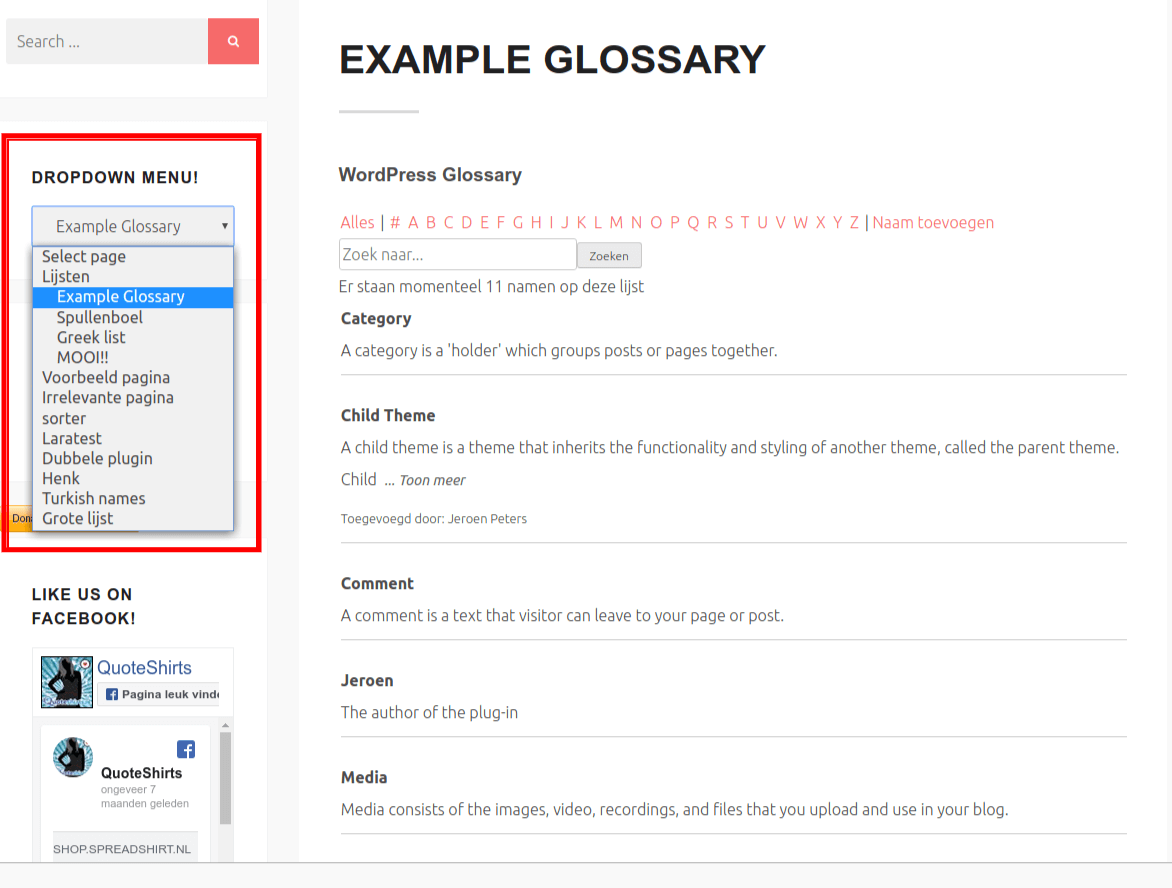 Search ...
DROPDOWN MENU!
Example Glossary
Select page
Lijsten
Example Glossary
Spullenboel
Greek list
MOOI!!
Voorbeeld pagina
Irrelevante pagina
sorter
Laratest
Dubbele plugin
Henk
Turkish names
Grote lijst
LIKE US ON
FACEBOOK!
QuoteShirts
Pagina leuk
QuoteShirts
ongeveer 7
maanden geleden
SHOP.SPREADSHIRT.NL
EXAMPLE GLOSSARY
WordPress Glossary
Alles | # A B C D E F G H I J K L M N O P Q R S T U V W X Y Z | Naam toevoegen
Zoek naar...
Zoeken
Er staan momenteel 11 namen op deze lijst
Category
A category is a 'holder' which groups posts or pages together.
Child Theme
A child theme is a theme that inherits the functionality and styling of another theme, called the parent theme.
Child ... Toon meer
Toegevoegd door: Jeroen Peters
Comment
A comment is a text that visitor can leave to your page or post.
Jeroen
The author of the plug-in
Media
Media consists of the images, video, recordings, and files that you upload and use in your blog.